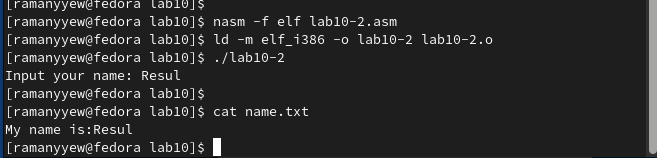 [ramanyyew@fedora lab10]$
[ramanyyew@fedora lab10]$ nasm -f elf lab10-2.asm
[ramanyyew@fedora lab10]$ ld -m elf_i386 -o lab10-2 lab10-2.o
[ramanyyew@fedora lab10]$ ./lab10-2
Input your name: Resul
[ramanyyew@fedora lab10]$
[ramanyyew@fedora lab10]$ cat name.txt
My name is:Resul
[ramanyyew@fedora lab10]$